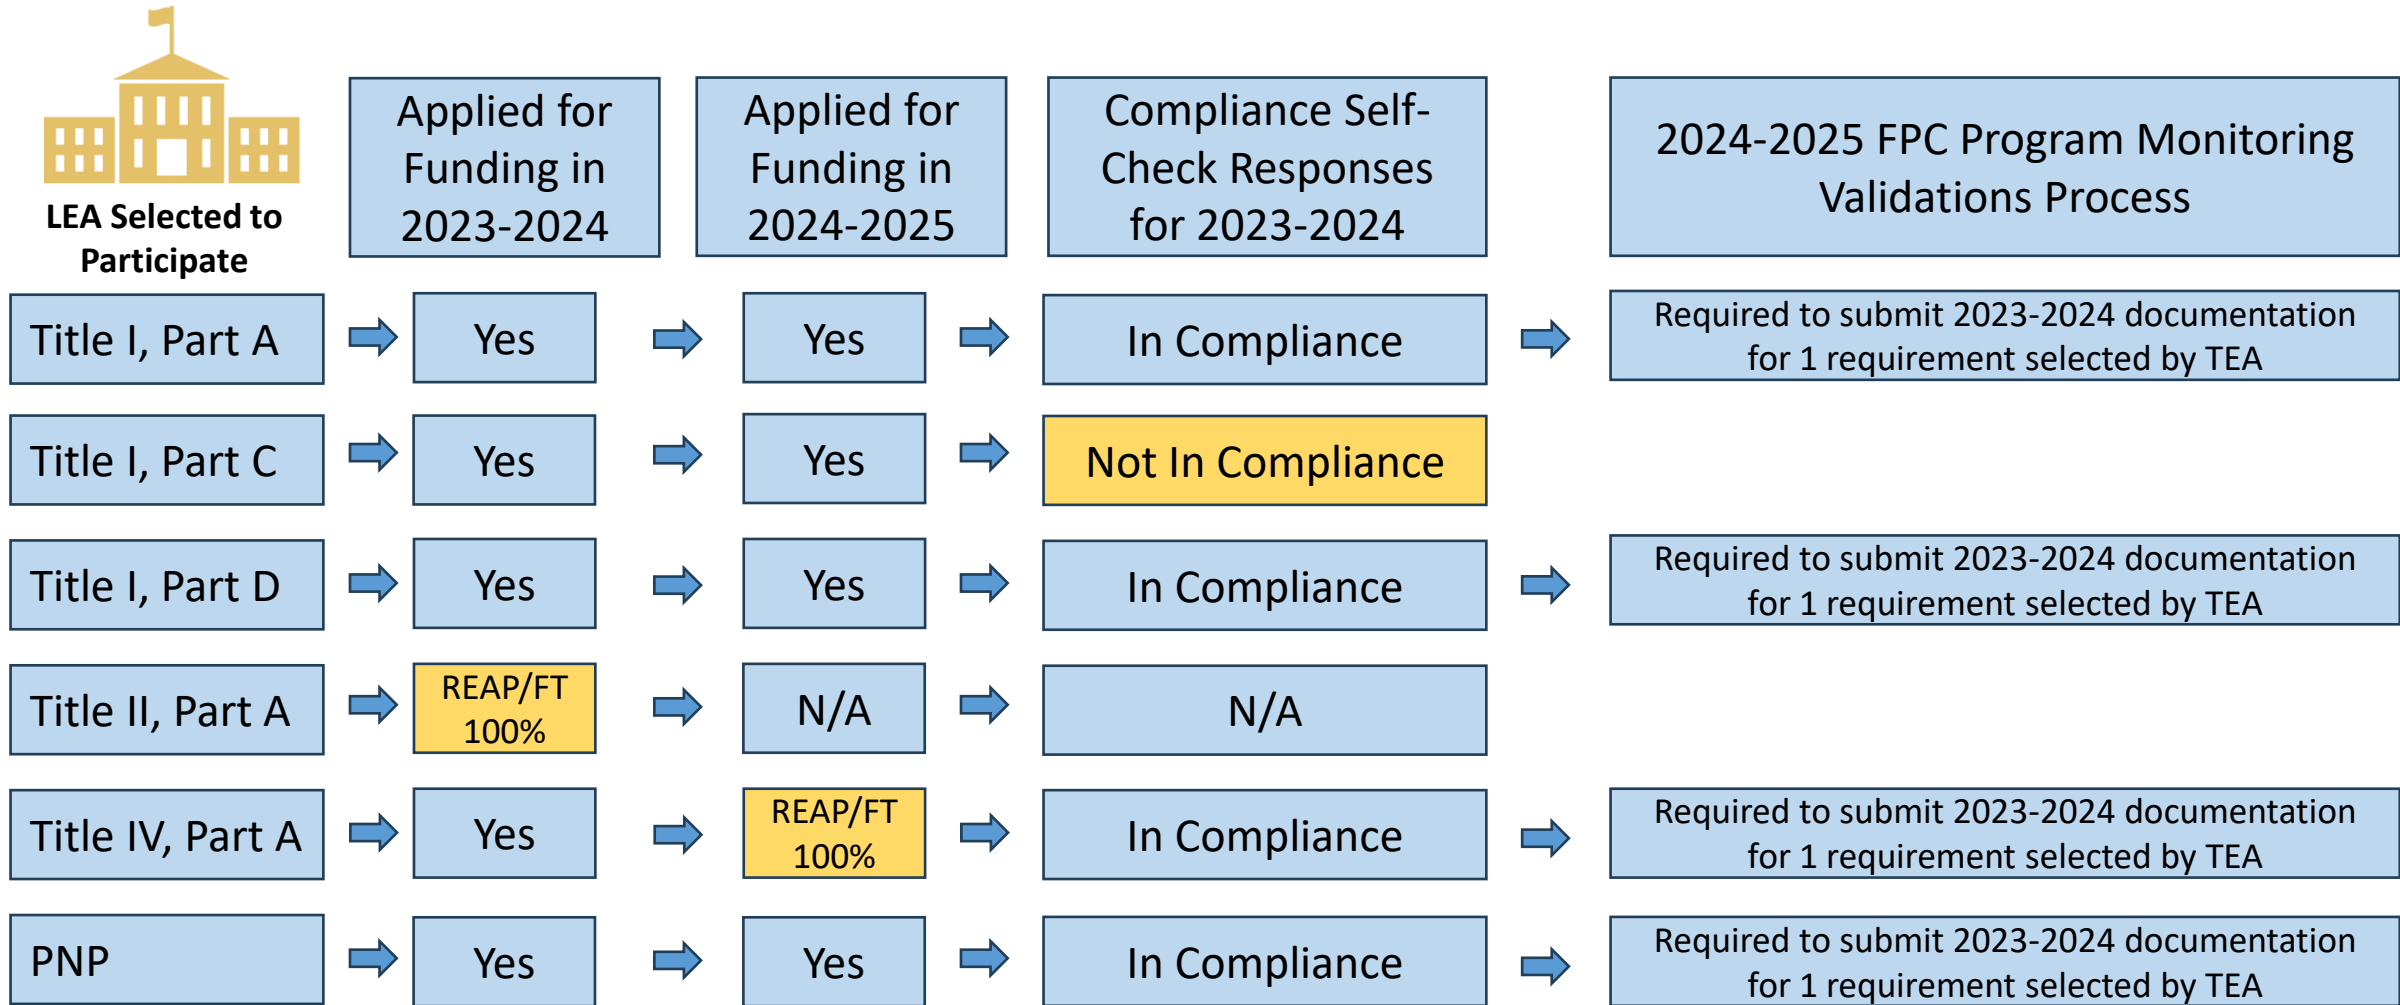 LEA Selected to
Participate
Applied for
Funding in
2023-2024
Applied for
Funding in
2024-2025
Compliance Self-
Check Responses
for 2023-2024
2024-2025 FPC Program Monitoring
Validations Process
Title I, Part A
Yes
Yes
In Compliance
Required to submit 2023-2024 documentation
for 1 requirement selected by TEA
Title I, Part C
Yes
Yes
Not In Compliance
Title I, Part D
Yes
Yes
In Compliance
Required to submit 2023-2024 documentation
for 1 requirement selected by TEA
Title II, Part A
REAP/FT
100%
N/A
N/A
Title IV, Part A
Yes
REAP/FT
100%
In Compliance
Required to submit 2023-2024 documentation
for 1 requirement selected by TEA
PNP
Yes
Yes
In Compliance
Required to submit 2023-2024 documentation
for 1 requirement selected by TEA